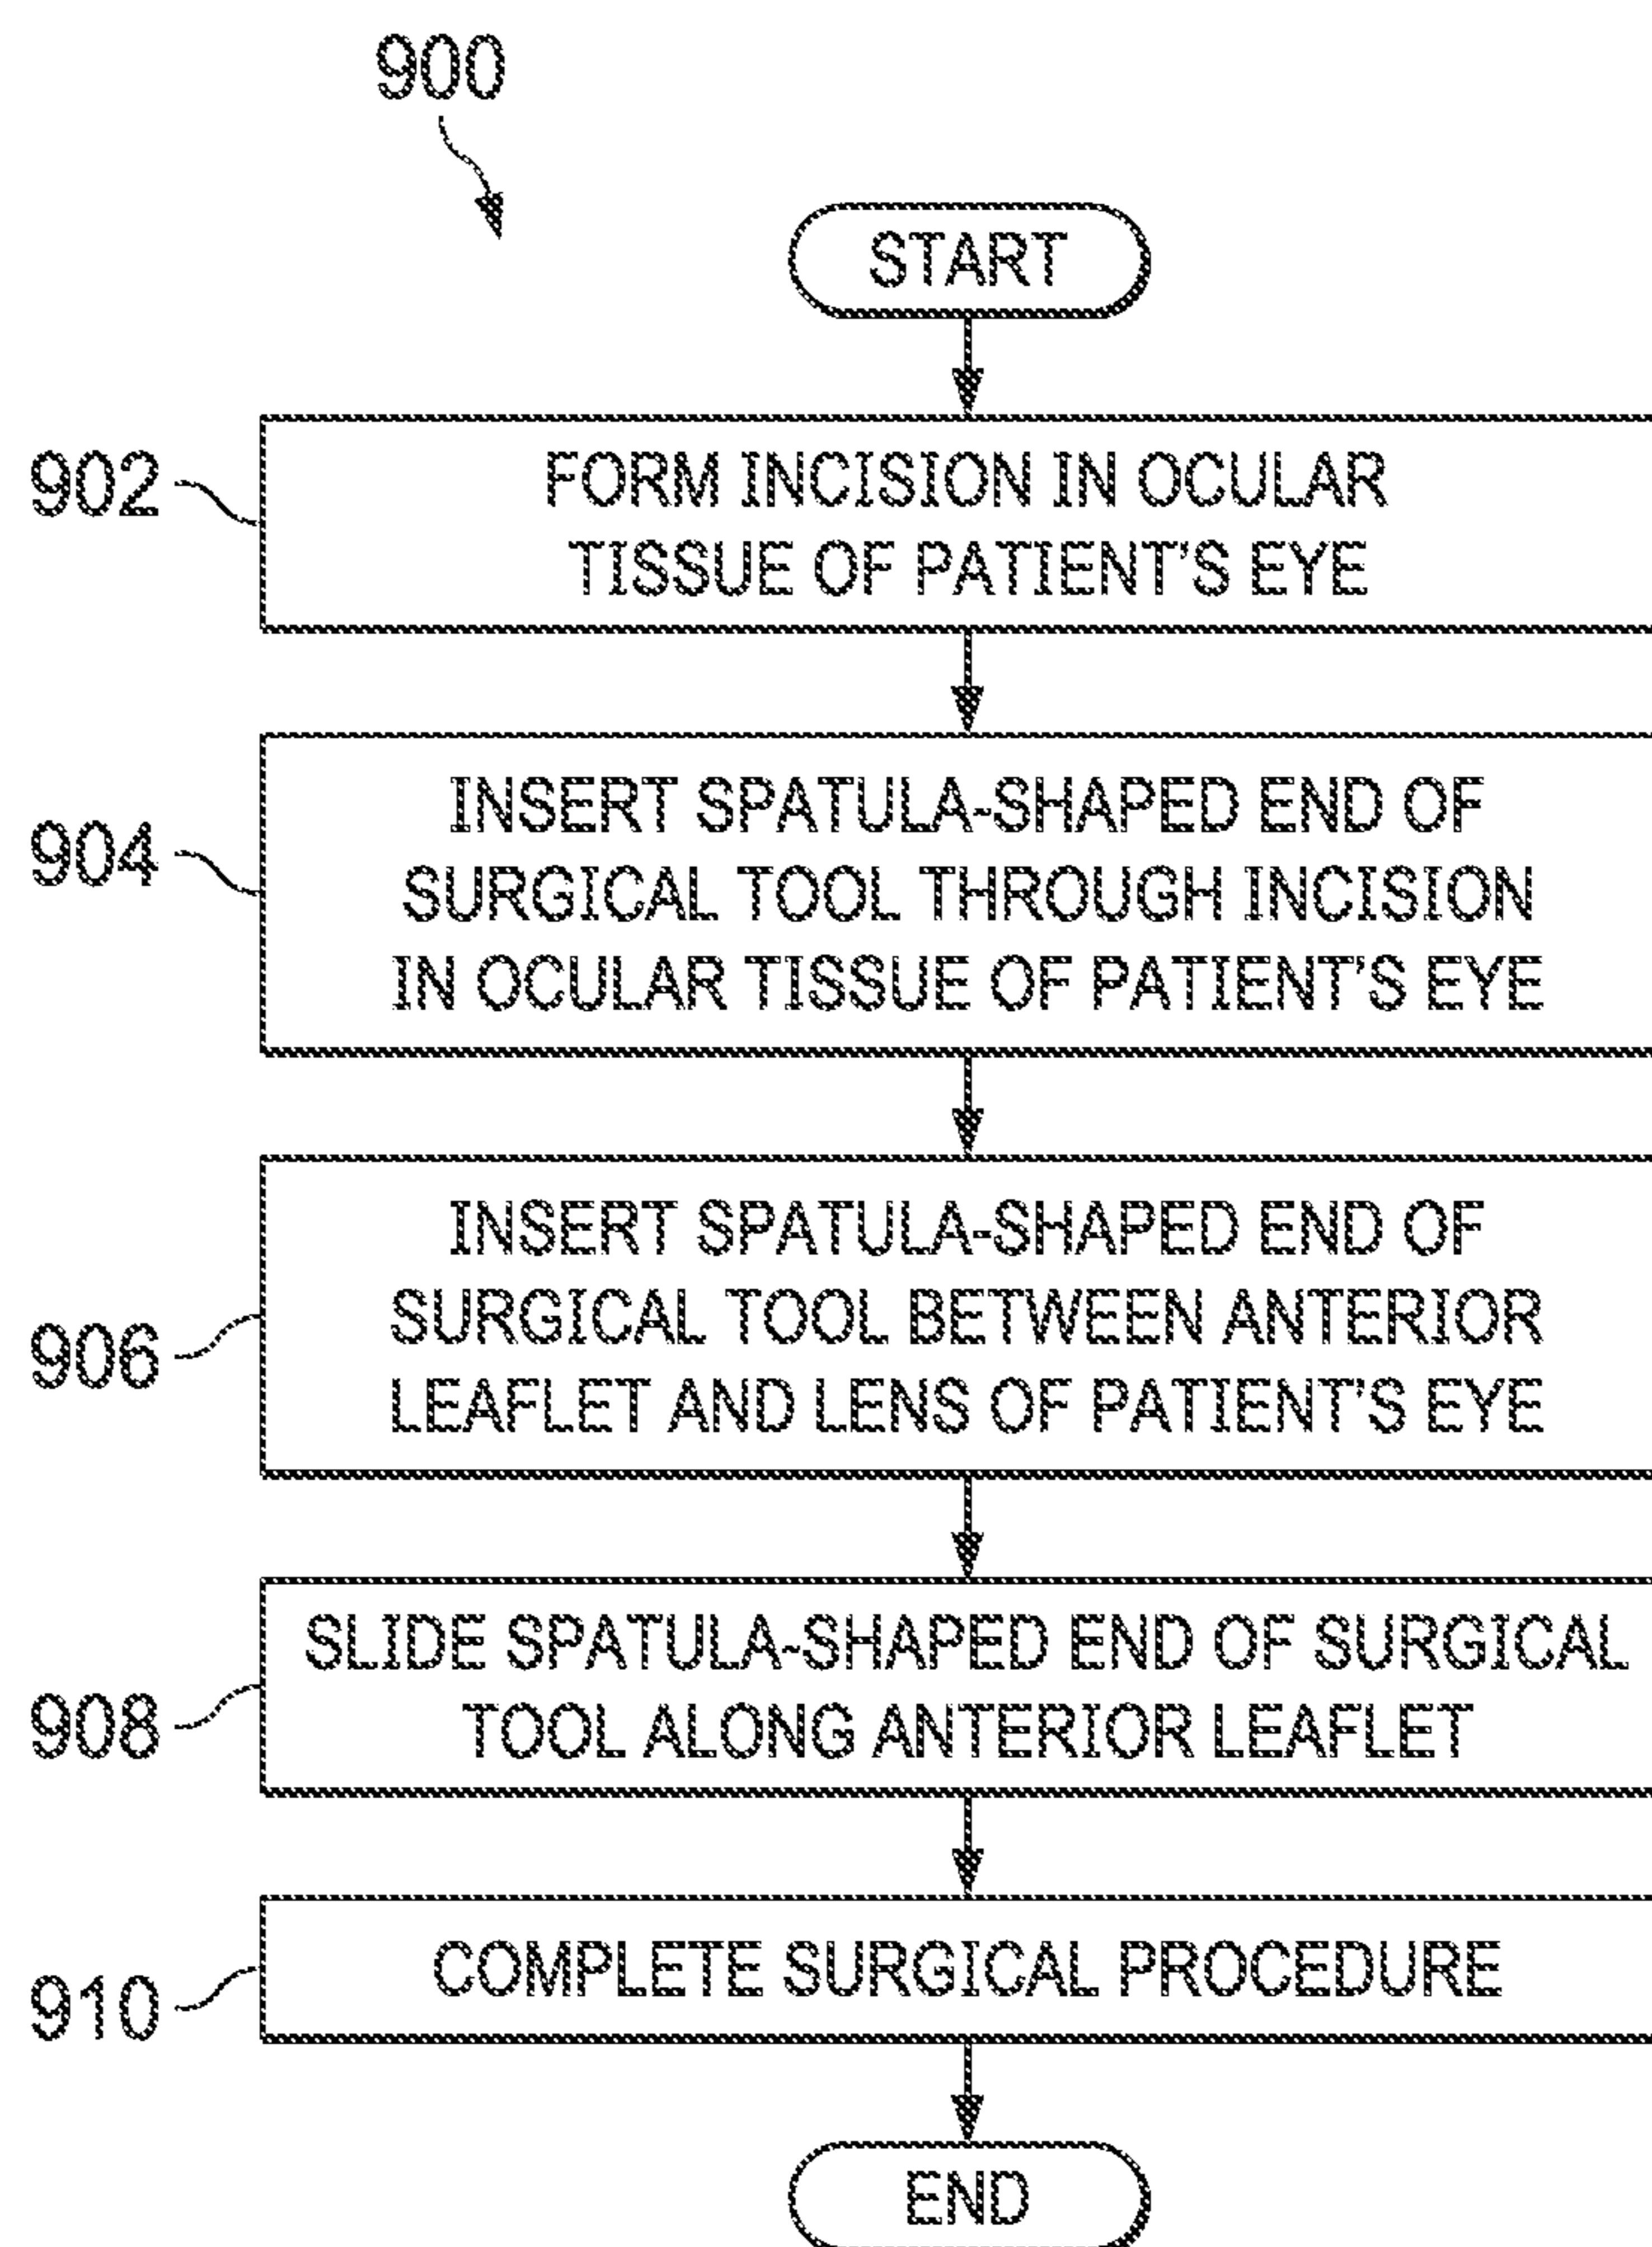 900
START
902
FORM INCISION IN OCULAR
TISSUE OF PATIENT'S EYE
904
INSERT SPATULA-SHAPED END OF
SURGICAL TOOL THROUGH INCISION
IN OCULAR TISSUE OF PATIENT'S EYE
906
INSERT SPATULA-SHAPED END OF
SURGICAL TOOL BETWEEN ANTERIOR
LEAFLET AND LENS OF PATIENT'S EYE
908
SLIDE SPATULA-SHAPED END OF SURGICAL
TOOL ALONG ANTERIOR LEAFLET
910
COMPLETE SURGICAL PROCEDURE
END